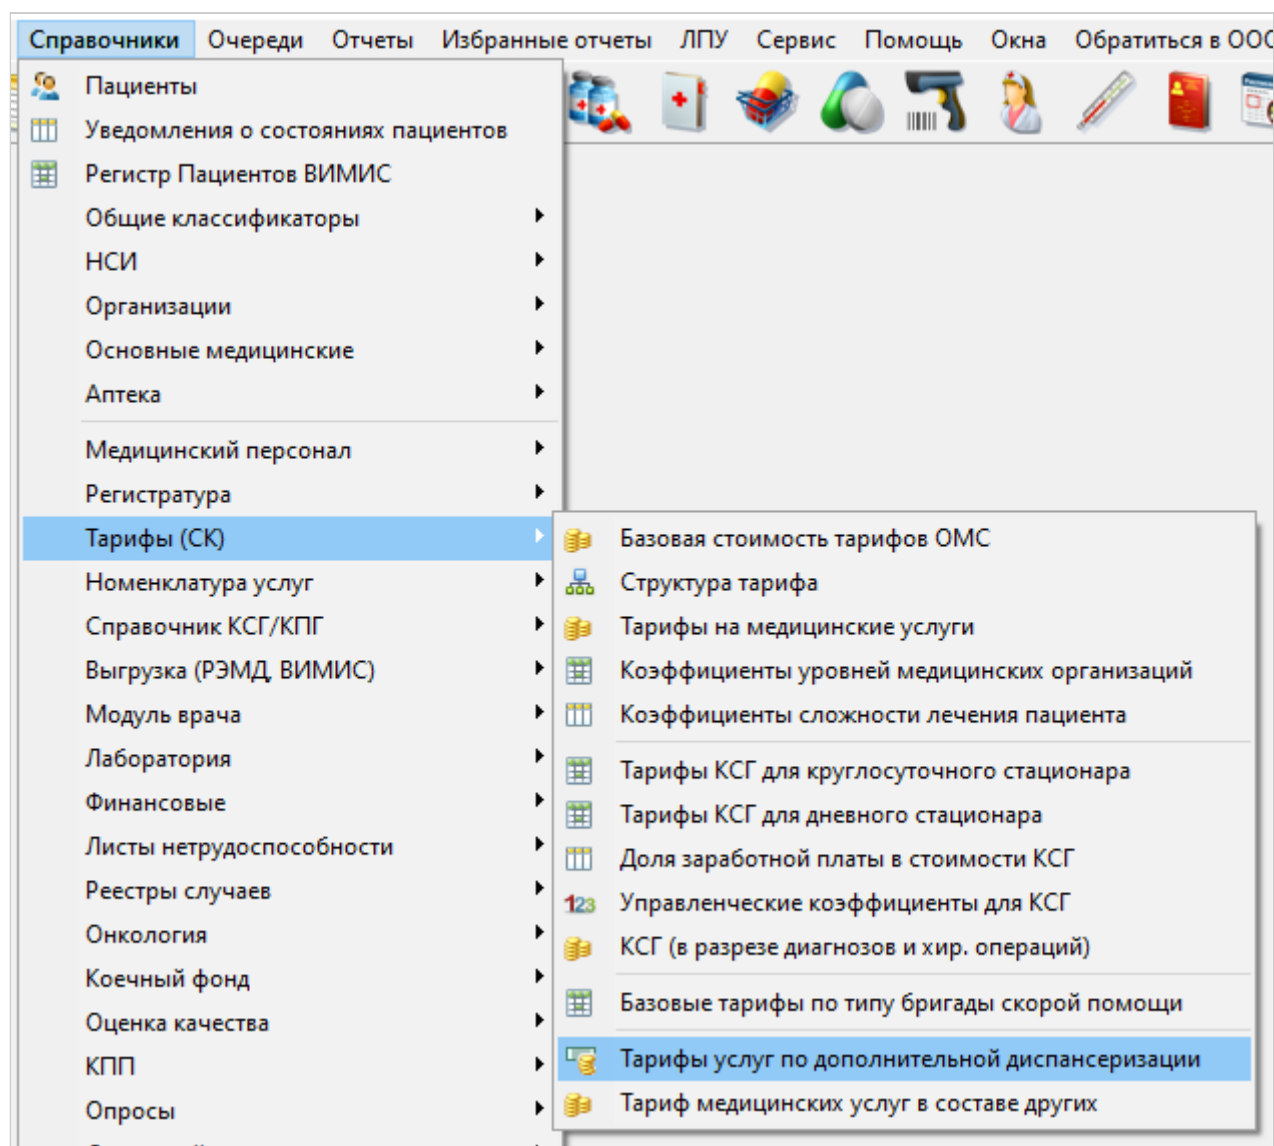 Справочники Очереди Отчеты Избранные отчеты ЛПУ Сервис Помощь Окна Обратиться в ООО
Пациенты
Уведомления о состояниях пациентов
Регистр Пациентов ВИМИС
Общие классификаторы
НСИ
Организации
Основные медицинские
Аптека
Медицинский персонал
Регистратура
Тарифы (СК)
Номенклатура услуг
Справочник КСГ/КПГ
Выгрузка (РЭМД, ВИМИС)
Модуль врача
Лаборатория
Финансовые
Листы нетрудоспособности
Реестры случаев
Онкология
Коечный фонд
Оценка качества
КПП
Опросы
Базовая стоимость тарифов ОМС
Структура тарифа
Тарифы на медицинские услуги
Коэффициенты уровней медицинских организаций
Коэффициенты сложности лечения пациента
Тарифы КСГ для круглосуточного стационара
Тарифы КСГ для дневного стационара
Доля заработной платы в стоимости КСГ
123 Управленческие коэффициенты для КСГ
КСГ (в разрезе диагнозов и хир. операций)
Базовые тарифы по типу бригады скорой помощи
Тарифы услуг по дополнительной диспансеризации
Тариф медицинских услуг в составе других